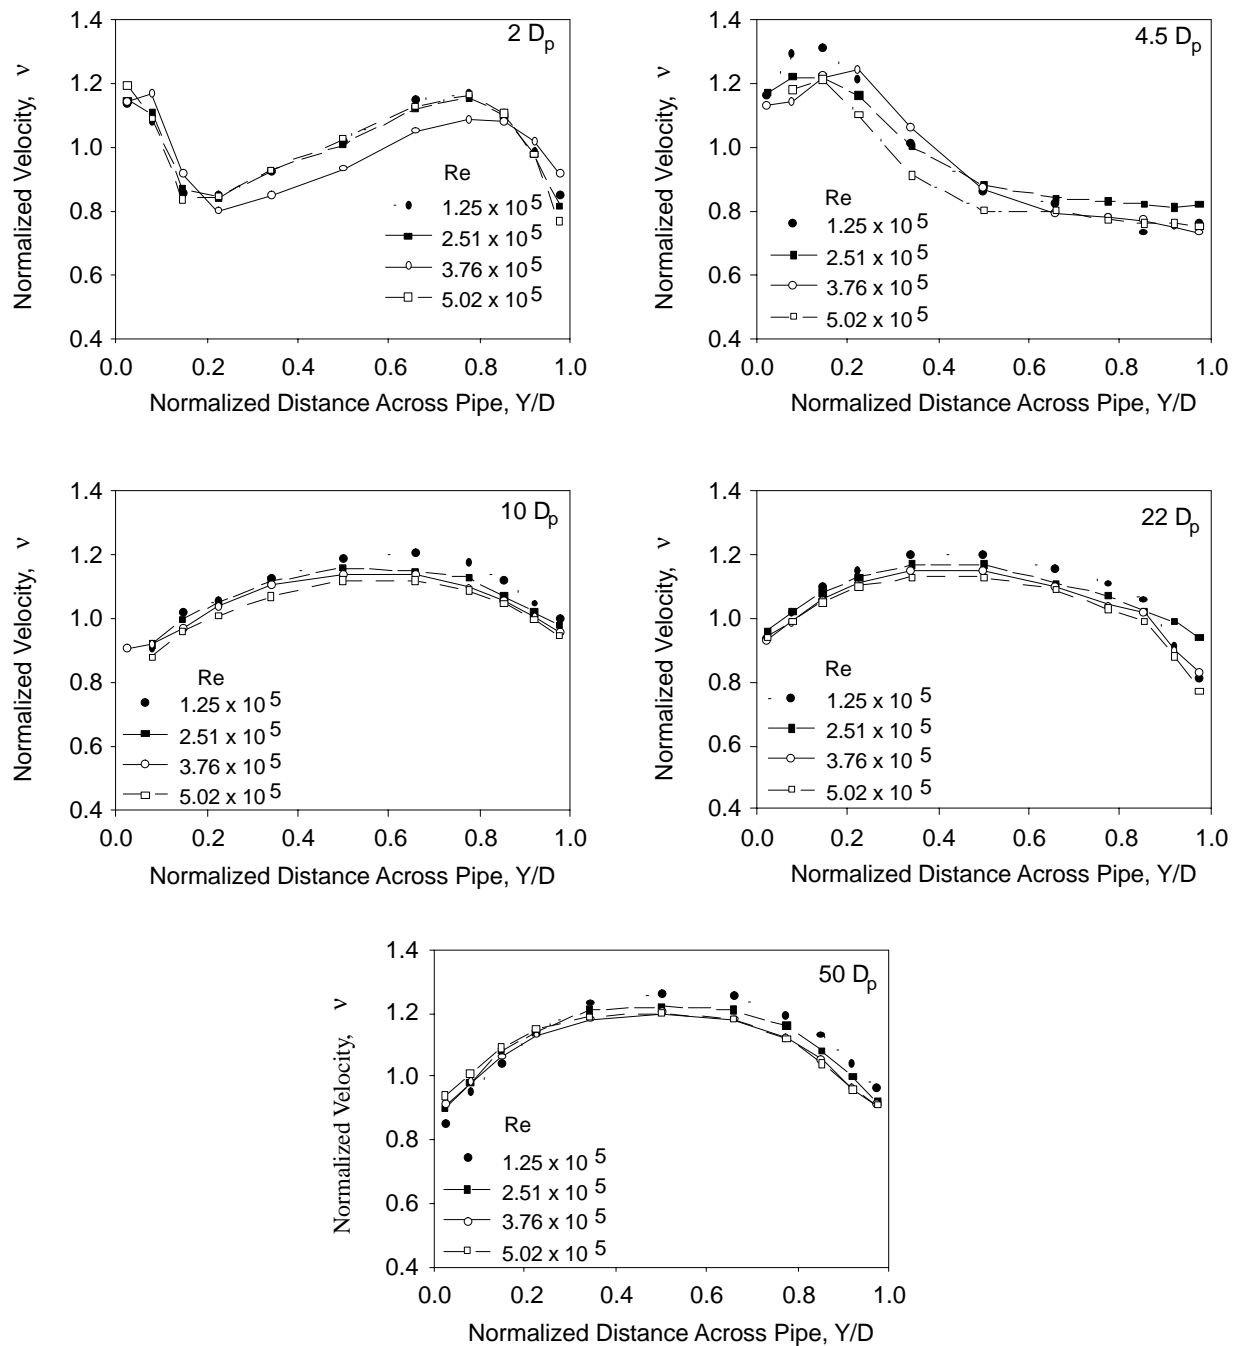 2 Dp
Normalized Velocity, ν
1.4
1.2
1.0
0.8
0.6
0.4
Re
1.25 x 10 5
2.51 x 10 5
3.76 x 10 5
5.02 x 10 5
0.0 0.2 0.4 0.6 0.8 1.0
Normalized Distance Across Pipe, Y/D
4.5 Dp
Normalized Velocity, ν
1.4
1.2
1.0
0.8
0.6
0.4
Re
1.25 x 10 5
2.51 x 10 5
3.76 x 10 5
5.02 x 10 5
0.0 0.2 0.4 0.6 0.8 1.0
Normalized Distance Across Pipe, Y/D
10 Dp
Normalized Velocity, ν
1.4
1.2
1.0
0.8
0.6
0.4
Re
1.25 x 10 5
2.51 x 10 5
3.76 x 10 5
5.02 x 10 5
0.0 0.2 0.4 0.6 0.8 1.0
Normalized Distance Across Pipe, Y/D
22 Dp
Normalized Velocity, ν
1.4
1.2
1.0
0.8
0.6
0.4
Re
1.25 x 10 5
2.51 x 10 5
3.76 x 10 5
5.02 x 10 5
0.0 0.2 0.4 0.6 0.8 1.0
Normalized Distance Across Pipe, Y/D
50 Dp
Normalized Velocity, ν
1.4
1.2
1.0
0.8
0.6
0.4
Re
1.25 x 10 5
2.51 x 10 5
3.76 x 10 5
5.02 x 10 5
0.0 0.2 0.4 0.6 0.8 1.0
Normalized Distance Across Pipe, Y/D